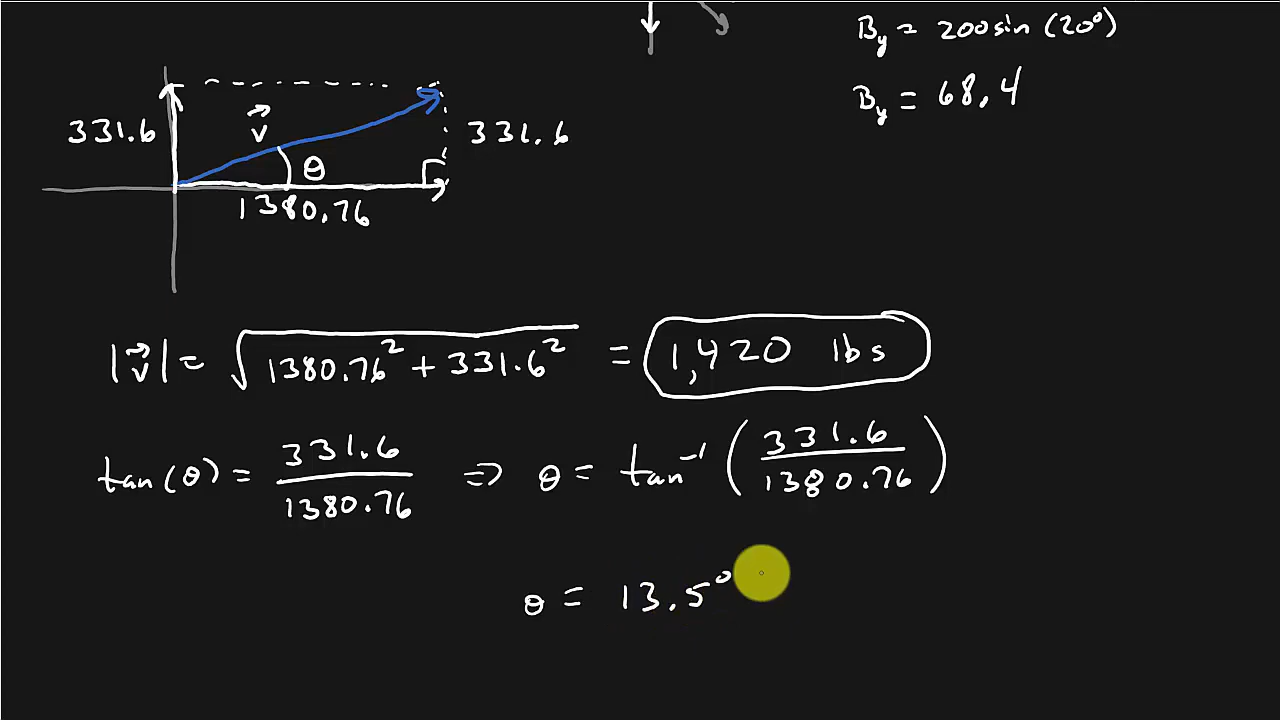 B_y = 200sin (20°)
B_y = 68.4
331.6
v⃗
331.6
θ
1380.76
|v⃗| = √(1380.76² + 331.6²) = 1,420 lbs
tan(θ) = 331.6/1380.76 ⇒ θ = tan⁻¹(331.6/1380.76)
θ = 13.5°